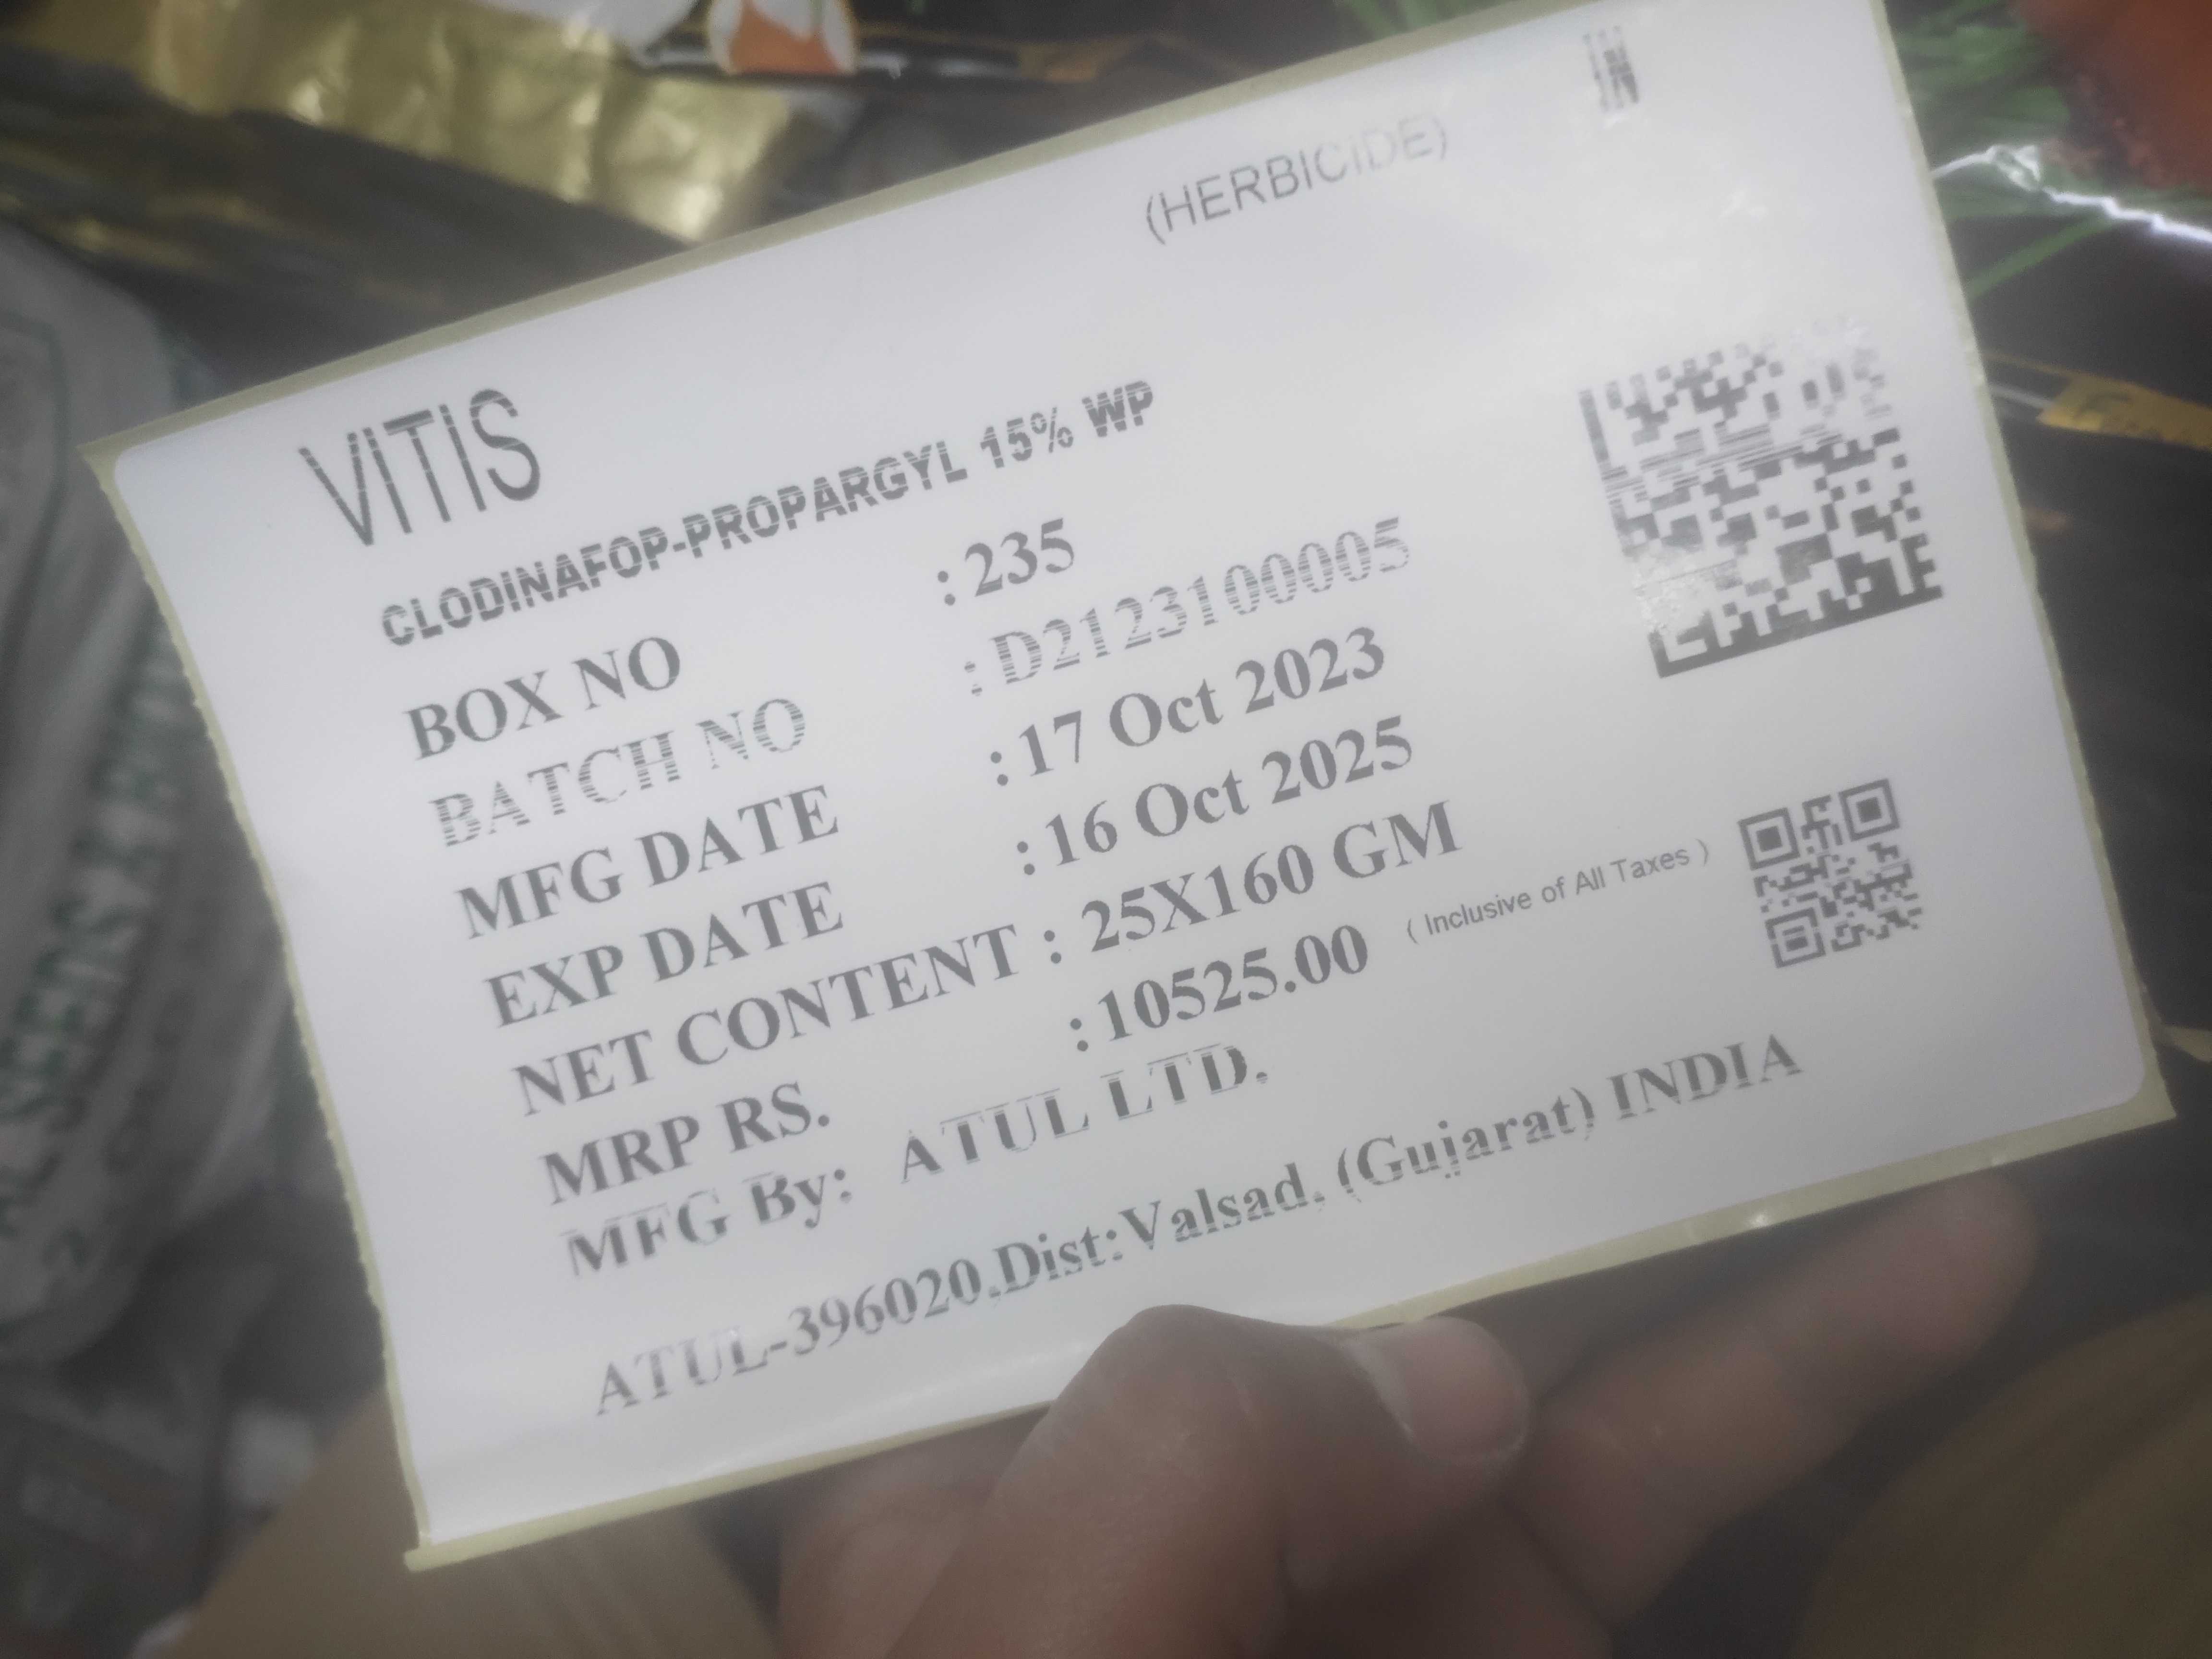 (HERBICIDE)
VITIS
CLODINAFOP-PROPARGYL 15% WP
BOX NO : 235
BATCH NO : D2123100005
MFG DATE : 17 Oct 2023
EXP DATE : 16 Oct 2025
NET CONTENT : 25X160 GM
MRP RS. : 10525.00 ( Inclusive of All Taxes )
MFG By: ATUL LTD.
ATUL-396020,Dist:Valsad, (Gujarat) INDIA